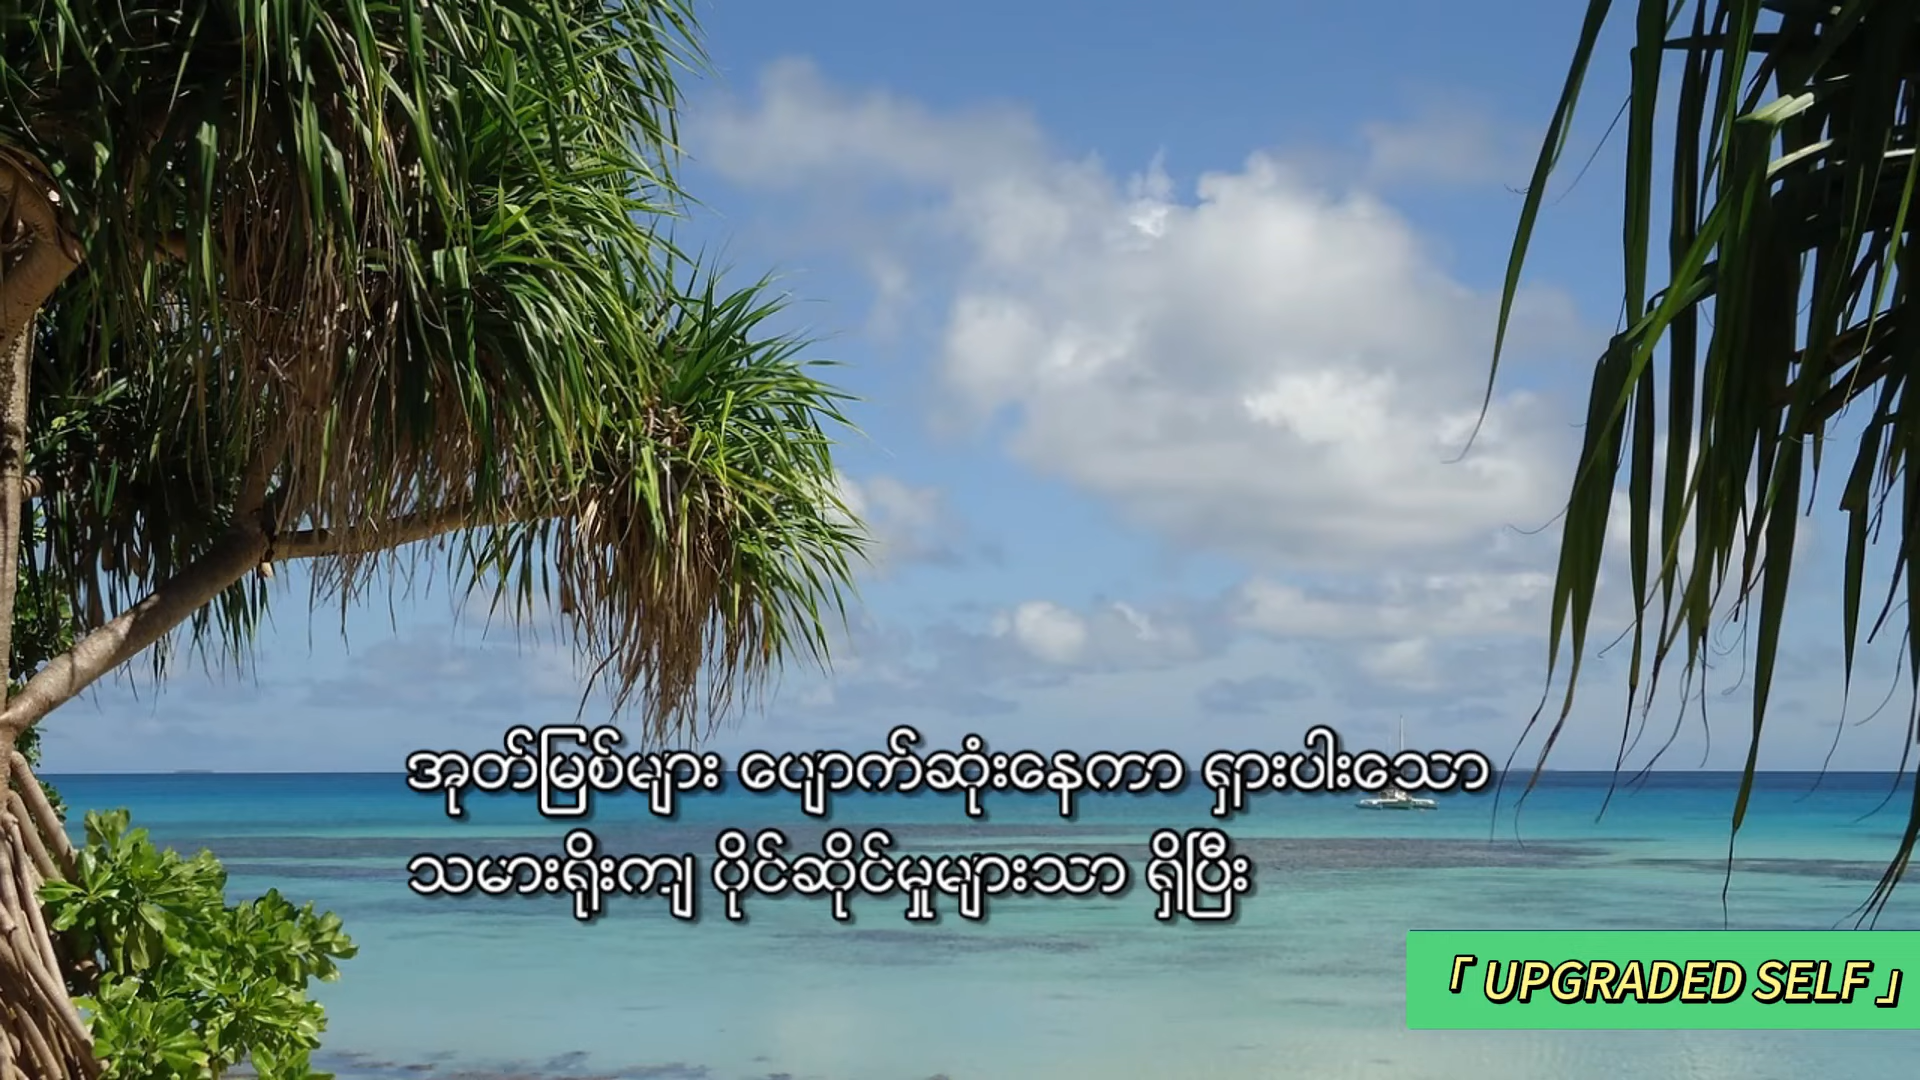 အုတ်မြစ်များ ပျောက်ဆုံးနေကာ ရှားပါးသော
သမားရိုးကျ ပိုင်ဆိုင်မှုများသာ ရှိပြီး
「 UPGRADED SELF 」